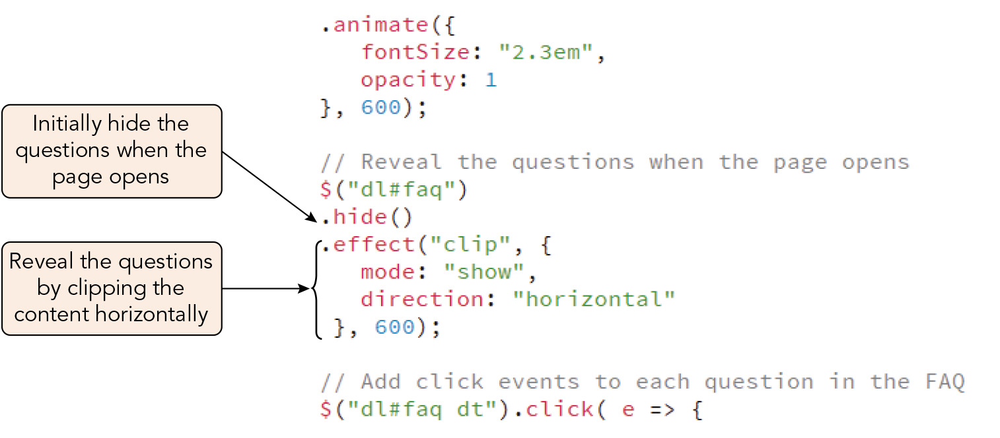 .animate({
fontSize: "2.3em",
opacity: 1
}, 600);
Initially hide the
questions when the
page opens
// Reveal the questions when the page opens
$("dl#faq")
.hide()
Reveal the questions
by clipping the
content horizontally
.effect("clip", {
mode: "show",
direction: "horizontal"
}, 600);
// Add click events to each question in the FAQ
$("dl#faq dt").click( e => {